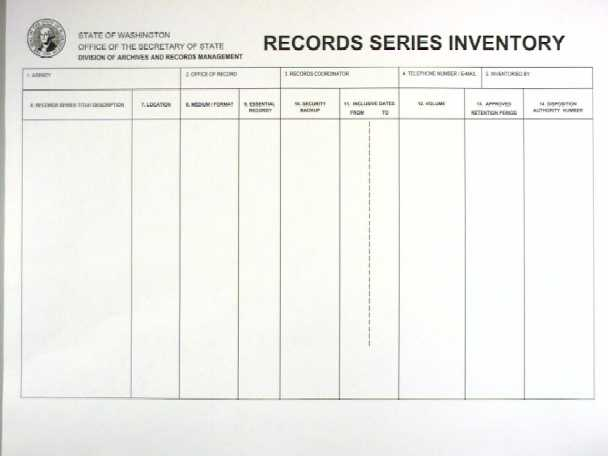 STATE OF WASHINGTON
OFFICE OF THE SECRETARY OF STATE
DIVISION OF ARCHIVES AND RECORDS MANAGEMENT
RECORDS SERIES INVENTORY
1. AGENCY
2. OFFICE OF RECORD
3. RECORDS COORDINATOR
4. TELEPHONE NUMBER / E-MAIL
5. INVENTORIED BY
6. RECORDS SERIES TITLE/ DESCRIPTION
7. LOCATION
8. MEDIUM / FORMAT
9. ESSENTIAL
RECORDS?
10. SECURITY
BACKUP
11. INCLUSIVE DATES
FROM TO
12. VOLUME
13. APPROVED
RETENTION PERIOD
14. DISPOSITION
AUTHORITY NUMBER